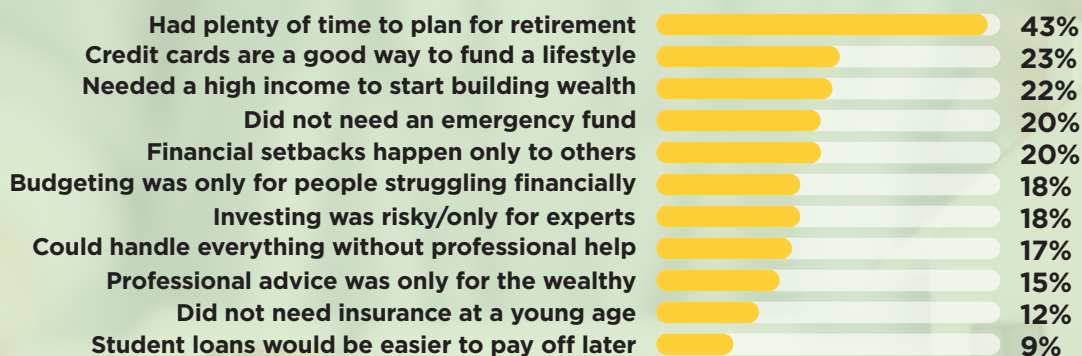 Had plenty of time to plan for retirement 43%
Credit cards are a good way to fund a lifestyle 23%
Needed a high income to start building wealth 22%
Did not need an emergency fund 20%
Financial setbacks happen only to others 20%
Budgeting was only for people struggling financially 18%
Investing was risky/only for experts 18%
Could handle everything without professional help 17%
Professional advice was only for the wealthy 15%
Did not need insurance at a young age 12%
Student loans would be easier to pay off later 9%